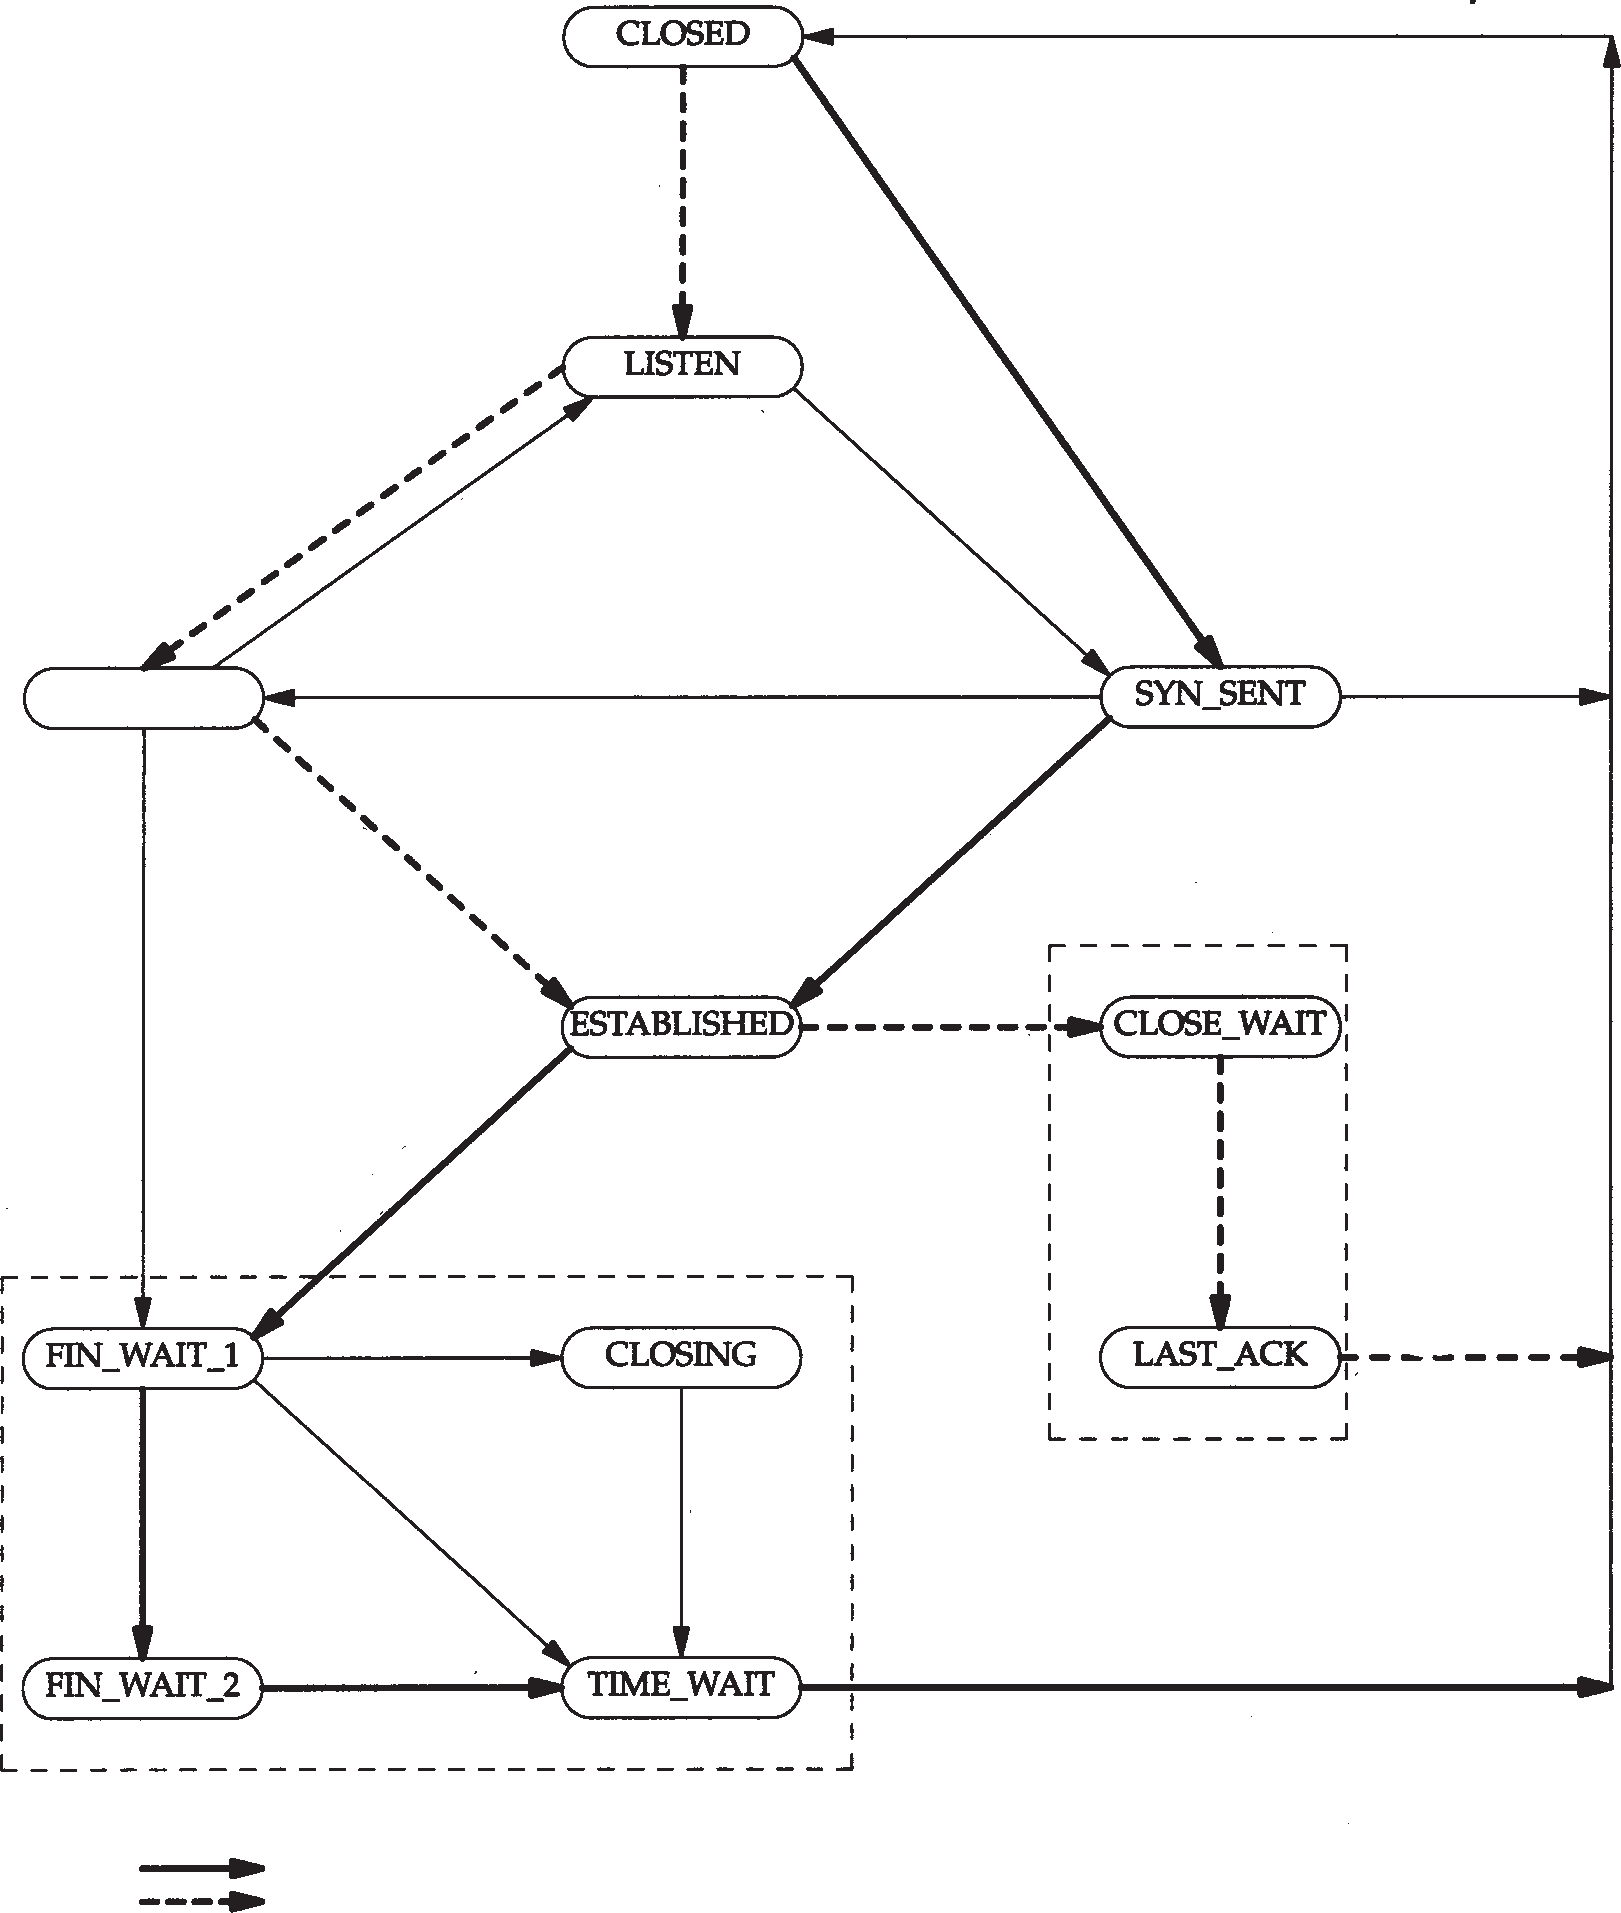 CLOSED
LISTEN
SYN_SENT
ESTABLISHED
CLOSE_WAIT
FIN_WAIT_1
CLOSING
LAST_ACK
FIN_WAIT_2
TIME_WAIT